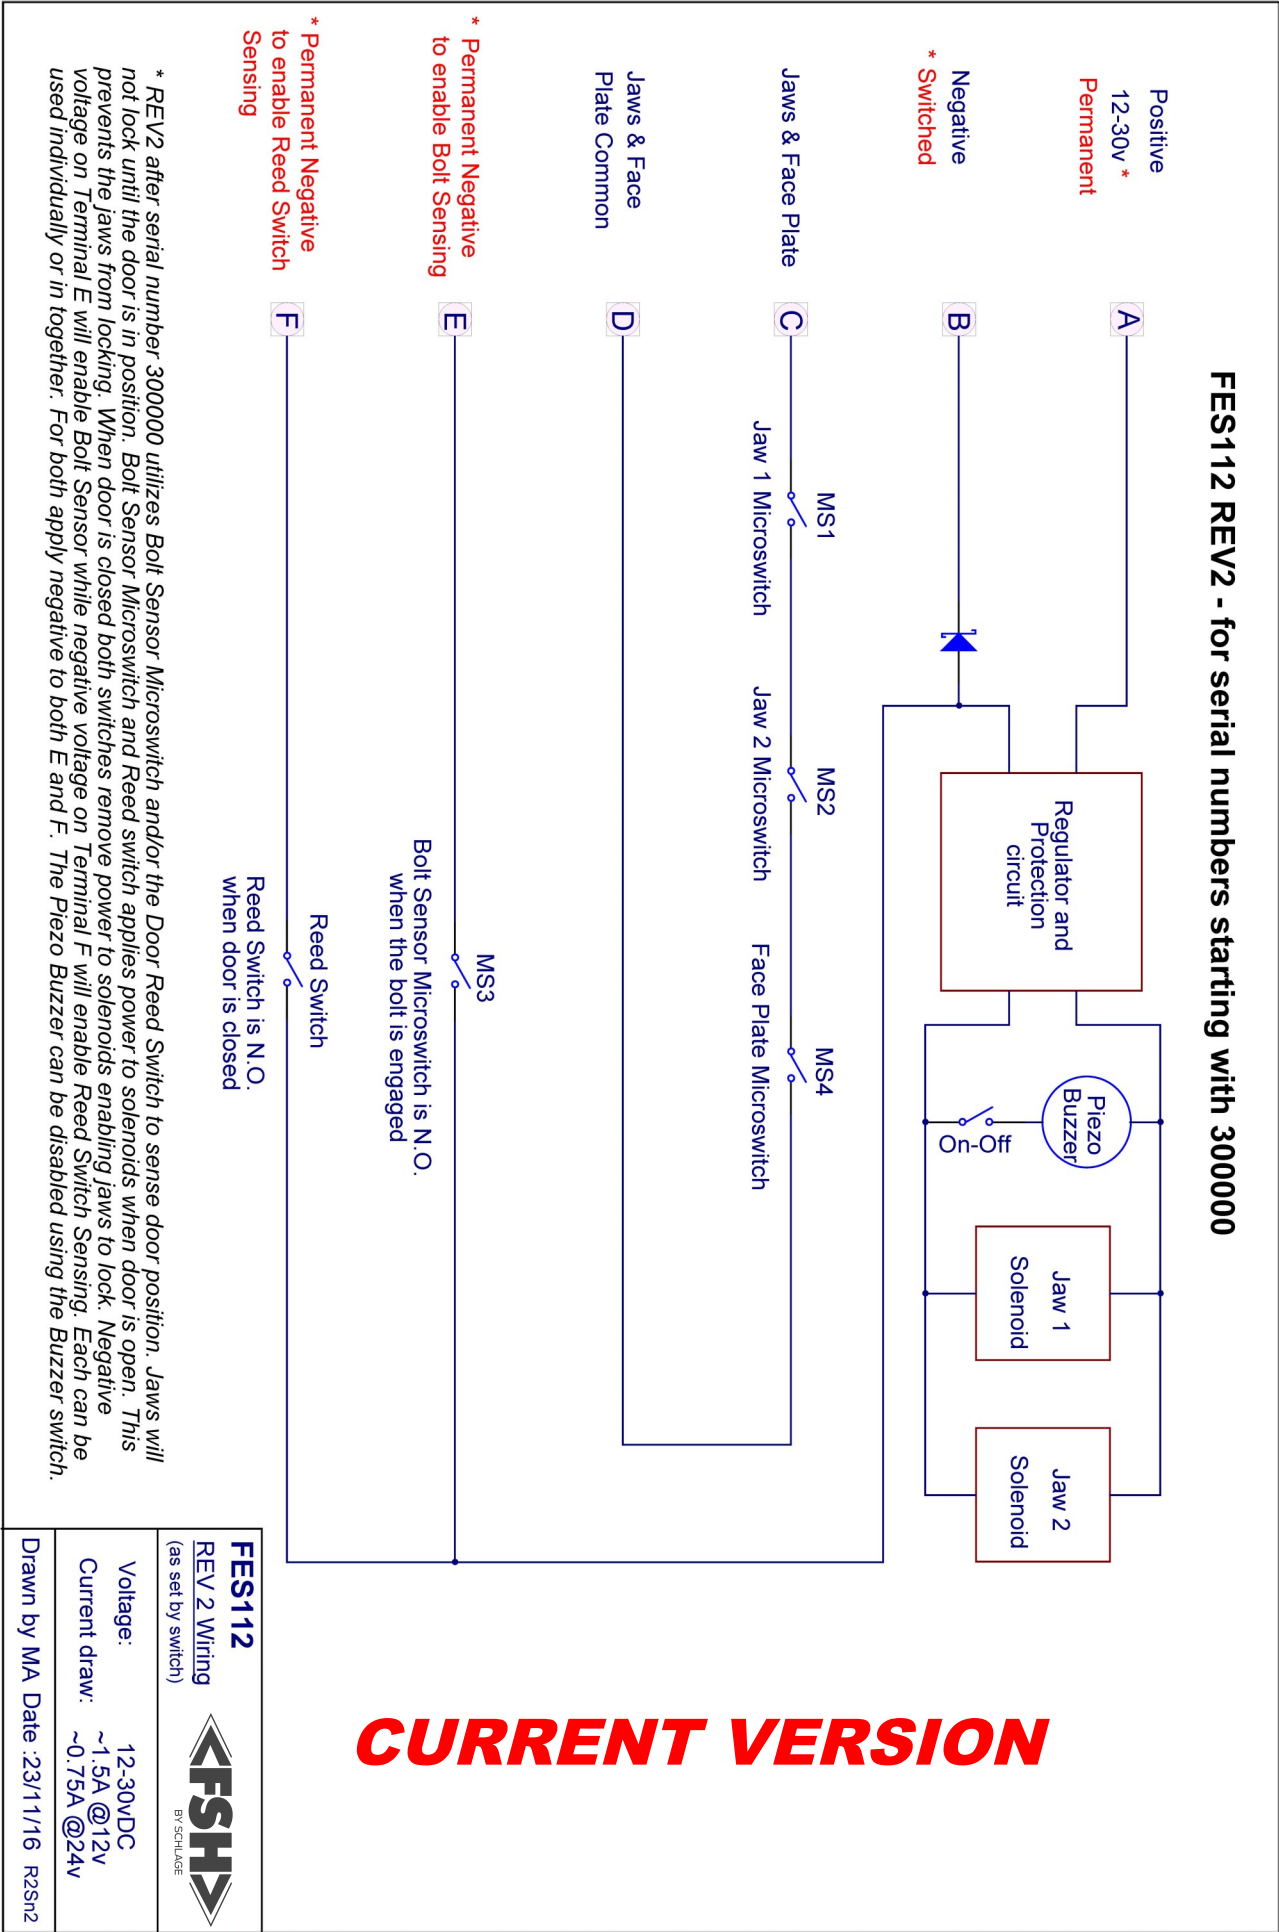 FES112 REV2 - for serial numbers starting with 300000
Positive
12-30v *
Permanent
A
Regulator and
Protection
circuit
Piezo
Buzzer
On-Off
Jaw 1
Solenoid
Jaw 2
Solenoid
Negative
* Switched
B
Jaws & Face Plate
C
MS1
Jaw 1 Microswitch
MS2
Jaw 2 Microswitch
MS4
Face Plate Microswitch
Jaws & Face
Plate Common
D
* Permanent Negative
to enable Bolt Sensing
E
MS3
Bolt Sensor Microswitch is N.O.
when the bolt is engaged
* Permanent Negative
to enable Reed Switch
Sensing
F
Reed Switch
Reed Switch is N.O.
when door is closed
* REV2 after serial number 300000 utilizes Bolt Sensor Microswitch and/or the Door Reed Switch to sense door position. Jaws will
not lock until the door is in position. Bolt Sensor Microswitch and Reed switch applies power to solenoids when door is open. This
prevents the jaws from locking. When door is closed both switches remove power to solenoids enabling jaws to lock. Negative
voltage on Terminal E will enable Bolt Sensor while negative voltage on Terminal F will enable Reed Switch Sensing. Each can be
used individually or in together. For both apply negative to both E and F. The Piezo Buzzer can be disabled using the Buzzer switch.
FES112
REV 2 Wiring
(as set by switch)
FSH
BY SCHLAGE
Voltage: 12-30vDC
Current draw: ~1.5A @12v
~0.75A @24v
Drawn by MA Date :23/11/16 R2Sn2
CURRENT VERSION